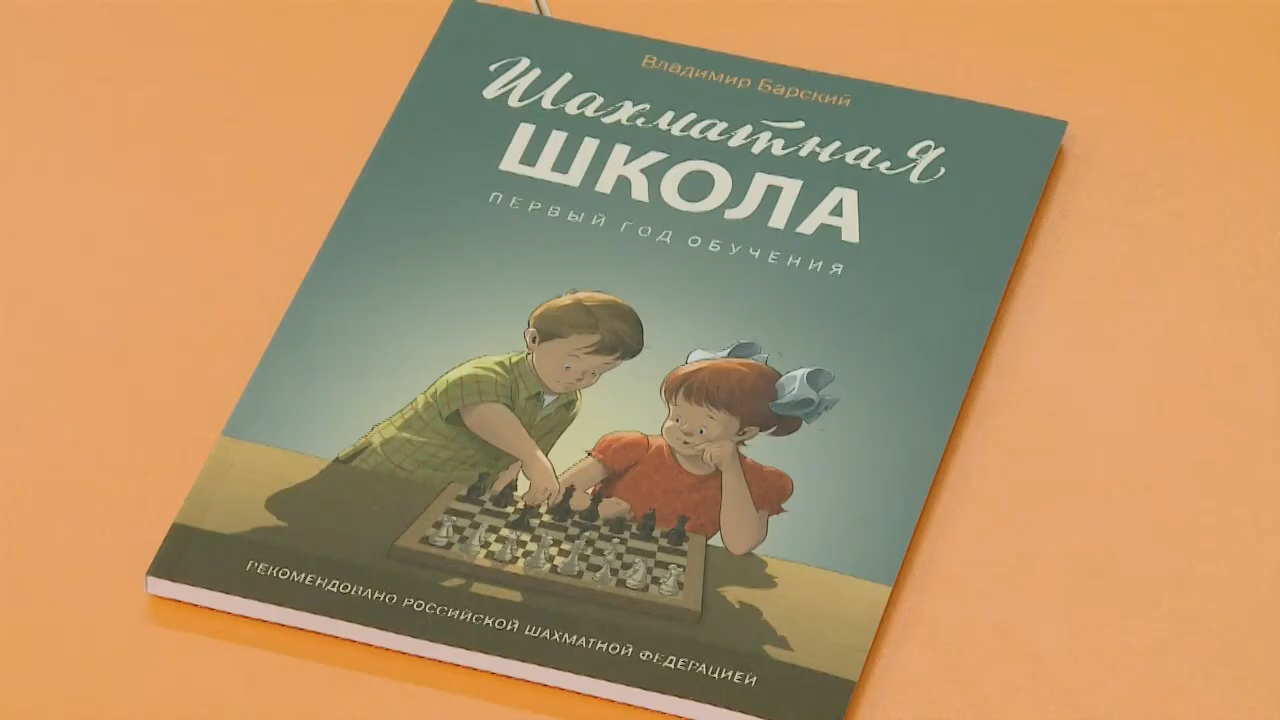 Владимир Барский
Шахматная
ШКОЛА
ПЕРВЫЙ ГОД ОБУЧЕНИЯ
РЕКОМЕНДОВАНО РОССИЙСКОЙ ШАХМАТНОЙ ФЕДЕРАЦИЕЙ